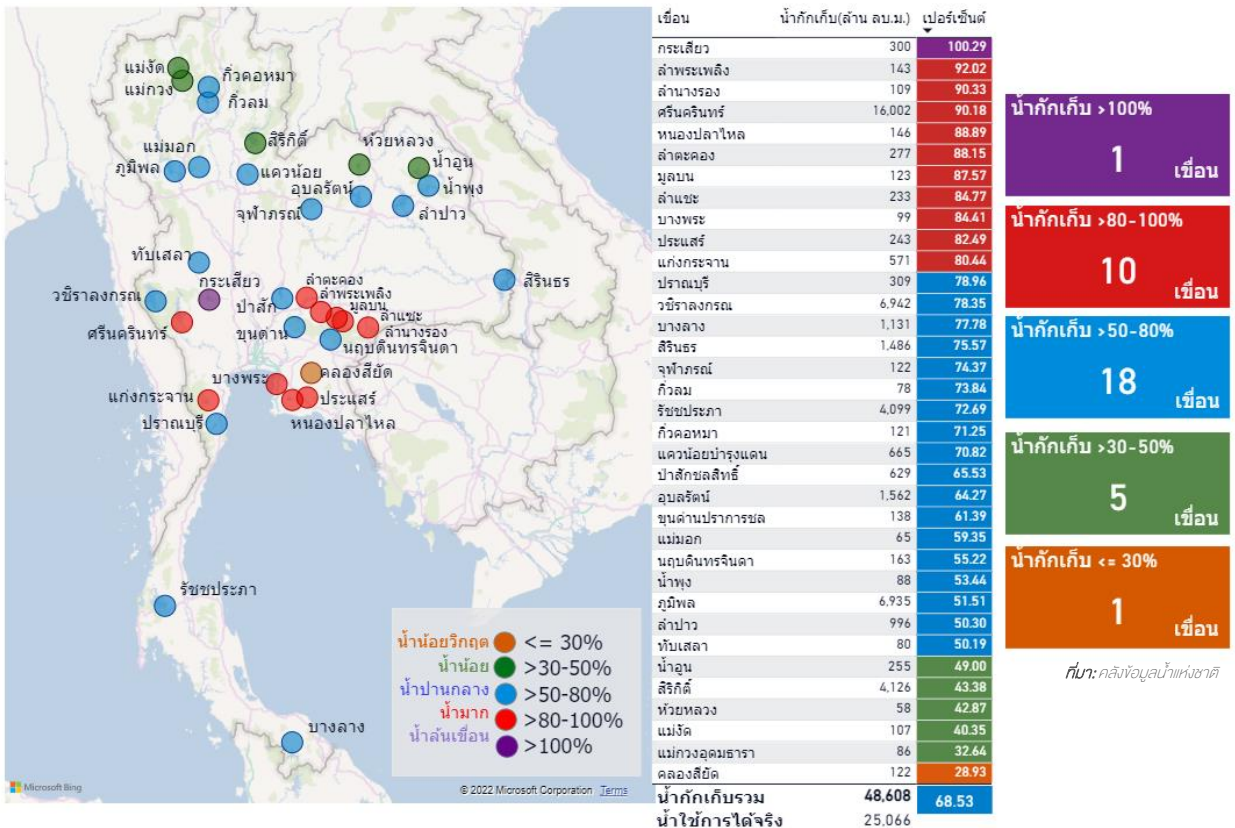 แม่งัด
แม่กวง
กิ่วคอหมา
กิ่วลม
สิริกิติ์
ห้วยหลวง
แม่มอก
ภูมิพล
แควน้อย
น้ำอูน
อุบลรัตน์
น้ำพุง
จุฬาภรณ์
ลำปาว
ทับเสลา
กระเสียว
วชิราลงกรณ
ปาสัก
ลำตะคอง
ลำพระเพลิง
มูลบน
ลำแซะ
ลำนางรอง
สิรินธร
ศรีนครินทร์
ขุนด่าน
นฤบดินทรจินดา
บางพระ
คลองสียัด
แก่งกระจาน
ประแสร์
ปราณบุรี
หนองปลาไหล
รัชชประภา
บางลาง
น้ำน้อยวิกฤต <= 30%
น้ำน้อย >30-50%
น้ำปานกลาง >50-80%
น้ำมาก >80-100%
น้ำล้นเขื่อน >100%
Microsoft Bing
© 2022 Microsoft Corporation Terms
เขื่อน น้ำกักเก็บ(ล้าน ลบ.ม.) เปอร์เซ็นต์
กระเสียว 300 100.29
ลำพระเพลิง 143 92.02
ลำนางรอง 109 90.33
ศรีนครินทร์ 16,002 90.18
หนองปลาไหล 146 88.89
ลำตะคอง 277 88.15
มูลบน 123 87.57
ลำแชะ 233 84.77
บางพระ 99 84.41
ประแสร์ 243 82.49
แก่งกระจาน 571 80.44
ปราณบุรี 309 78.96
วชิราลงกรณ 6,942 78.35
บางลาง 1,131 77.78
สิรินธร 1,486 75.57
จุฬาภรณ์ 122 74.37
กิ่วลม 78 73.84
รัชชประภา 4,099 72.69
กิ่วคอหมา 121 71.25
แควน้อยบำรุงแดน 665 70.82
ป่าสักชลสิทธิ์ 629 65.53
อุบลรัตน์ 1,562 64.27
ขุนด่านปราการชล 138 61.39
แม่มอก 65 59.35
นฤบดินทรจินดา 163 55.22
น้ำพุง 88 53.44
ภูมิพล 6,935 51.51
ลำปาว 996 50.30
ทับเสลา 80 50.19
น้ำอูน 255 49.00
สิริกิติ์ 4,126 43.38
ห้วยหลวง 58 42.87
แม่งัด 107 40.35
แม่กวงอุดมธารา 86 32.64
คลองสียัด 122 28.93
น้ำกักเก็บรวม 48,608 68.53
น้ำใช้การได้จริง 25,066
น้ำกักเก็บ >100%
1
เขื่อน
น้ำกักเก็บ >80-100%
10
เขื่อน
น้ำกักเก็บ >50-80%
18
เขื่อน
น้ำกักเก็บ >30-50%
5
เขื่อน
น้ำกักเก็บ <= 30%
1
เขื่อน
ที่มา: คลังข้อมูลน้ำแห่งชาติ